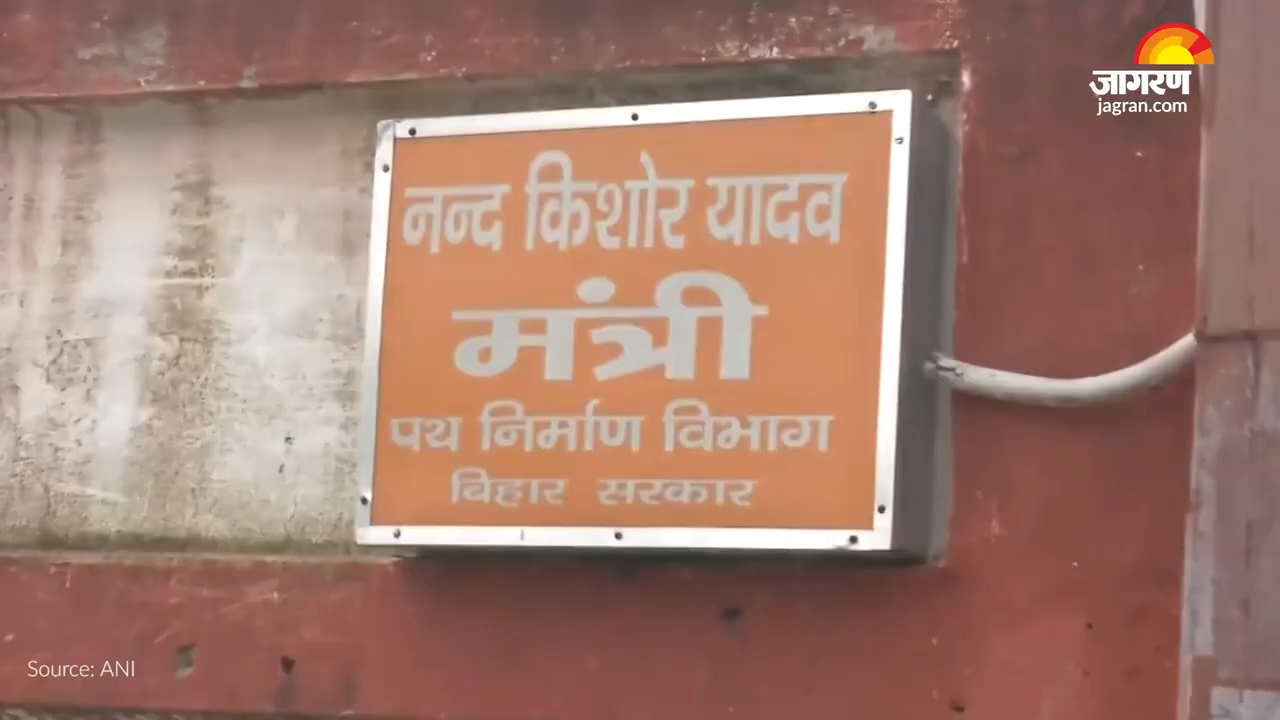 जागरण
jagran.com
नन्द किशोर यादव
मंत्री
पथ निर्माण विभाग
बिहार सरकार
Source: ANI